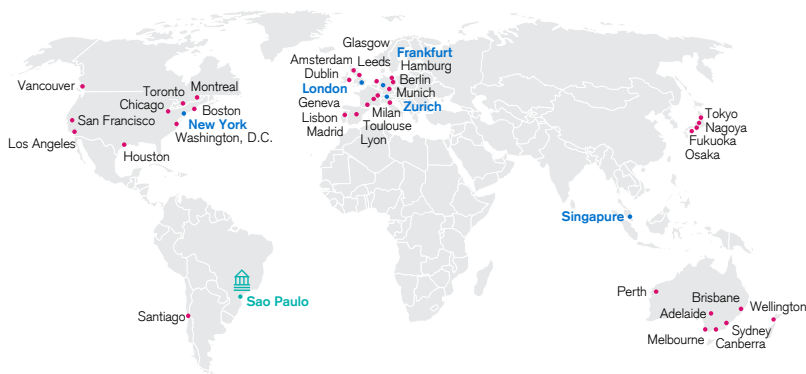 Glasgow
Frankfurt
Amsterdam Leeds
Hamburg
Dublin
Berlin
London
Munich
Geneva
Zurich
Milan
Lisbon
Toulouse
Madrid
Lyon
Vancouver
Toronto
Montreal
Chicago
Boston
San Francisco
New York
Los Angeles
Washington, D.C.
Houston
Tokyo
Nagoya
Fukuoka
Osaka
Singapure
Sao Paulo
Santiago
Perth
Brisbane
Wellington
Adelaide
Sydney
Melbourne
Canberra